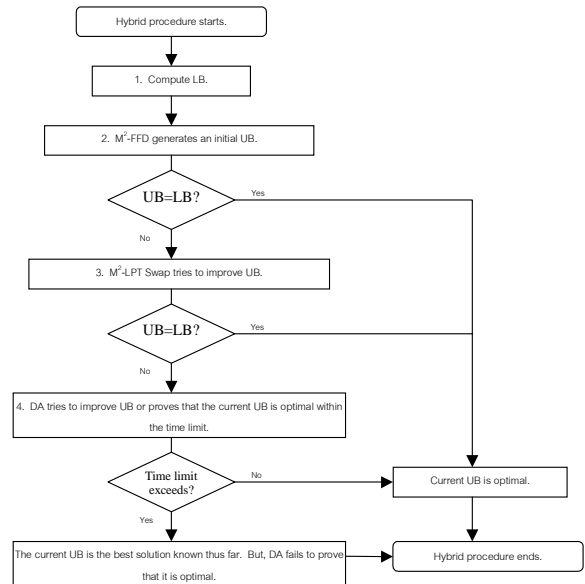 Hybrid procedure starts.
1. Compute LB.
2. M²-FFD generates an initial UB.
UB=LB?
Yes
No
3. M²-LPT Swap tries to improve UB.
UB=LB?
Yes
No
4. DA tries to improve UB or proves that the current UB is optimal within
the time limit.
Time limit
exceeds?
No
Current UB is optimal.
Yes
The current UB is the best solution known thus far. But, DA fails to prove
that it is optimal.
Hybrid procedure ends.